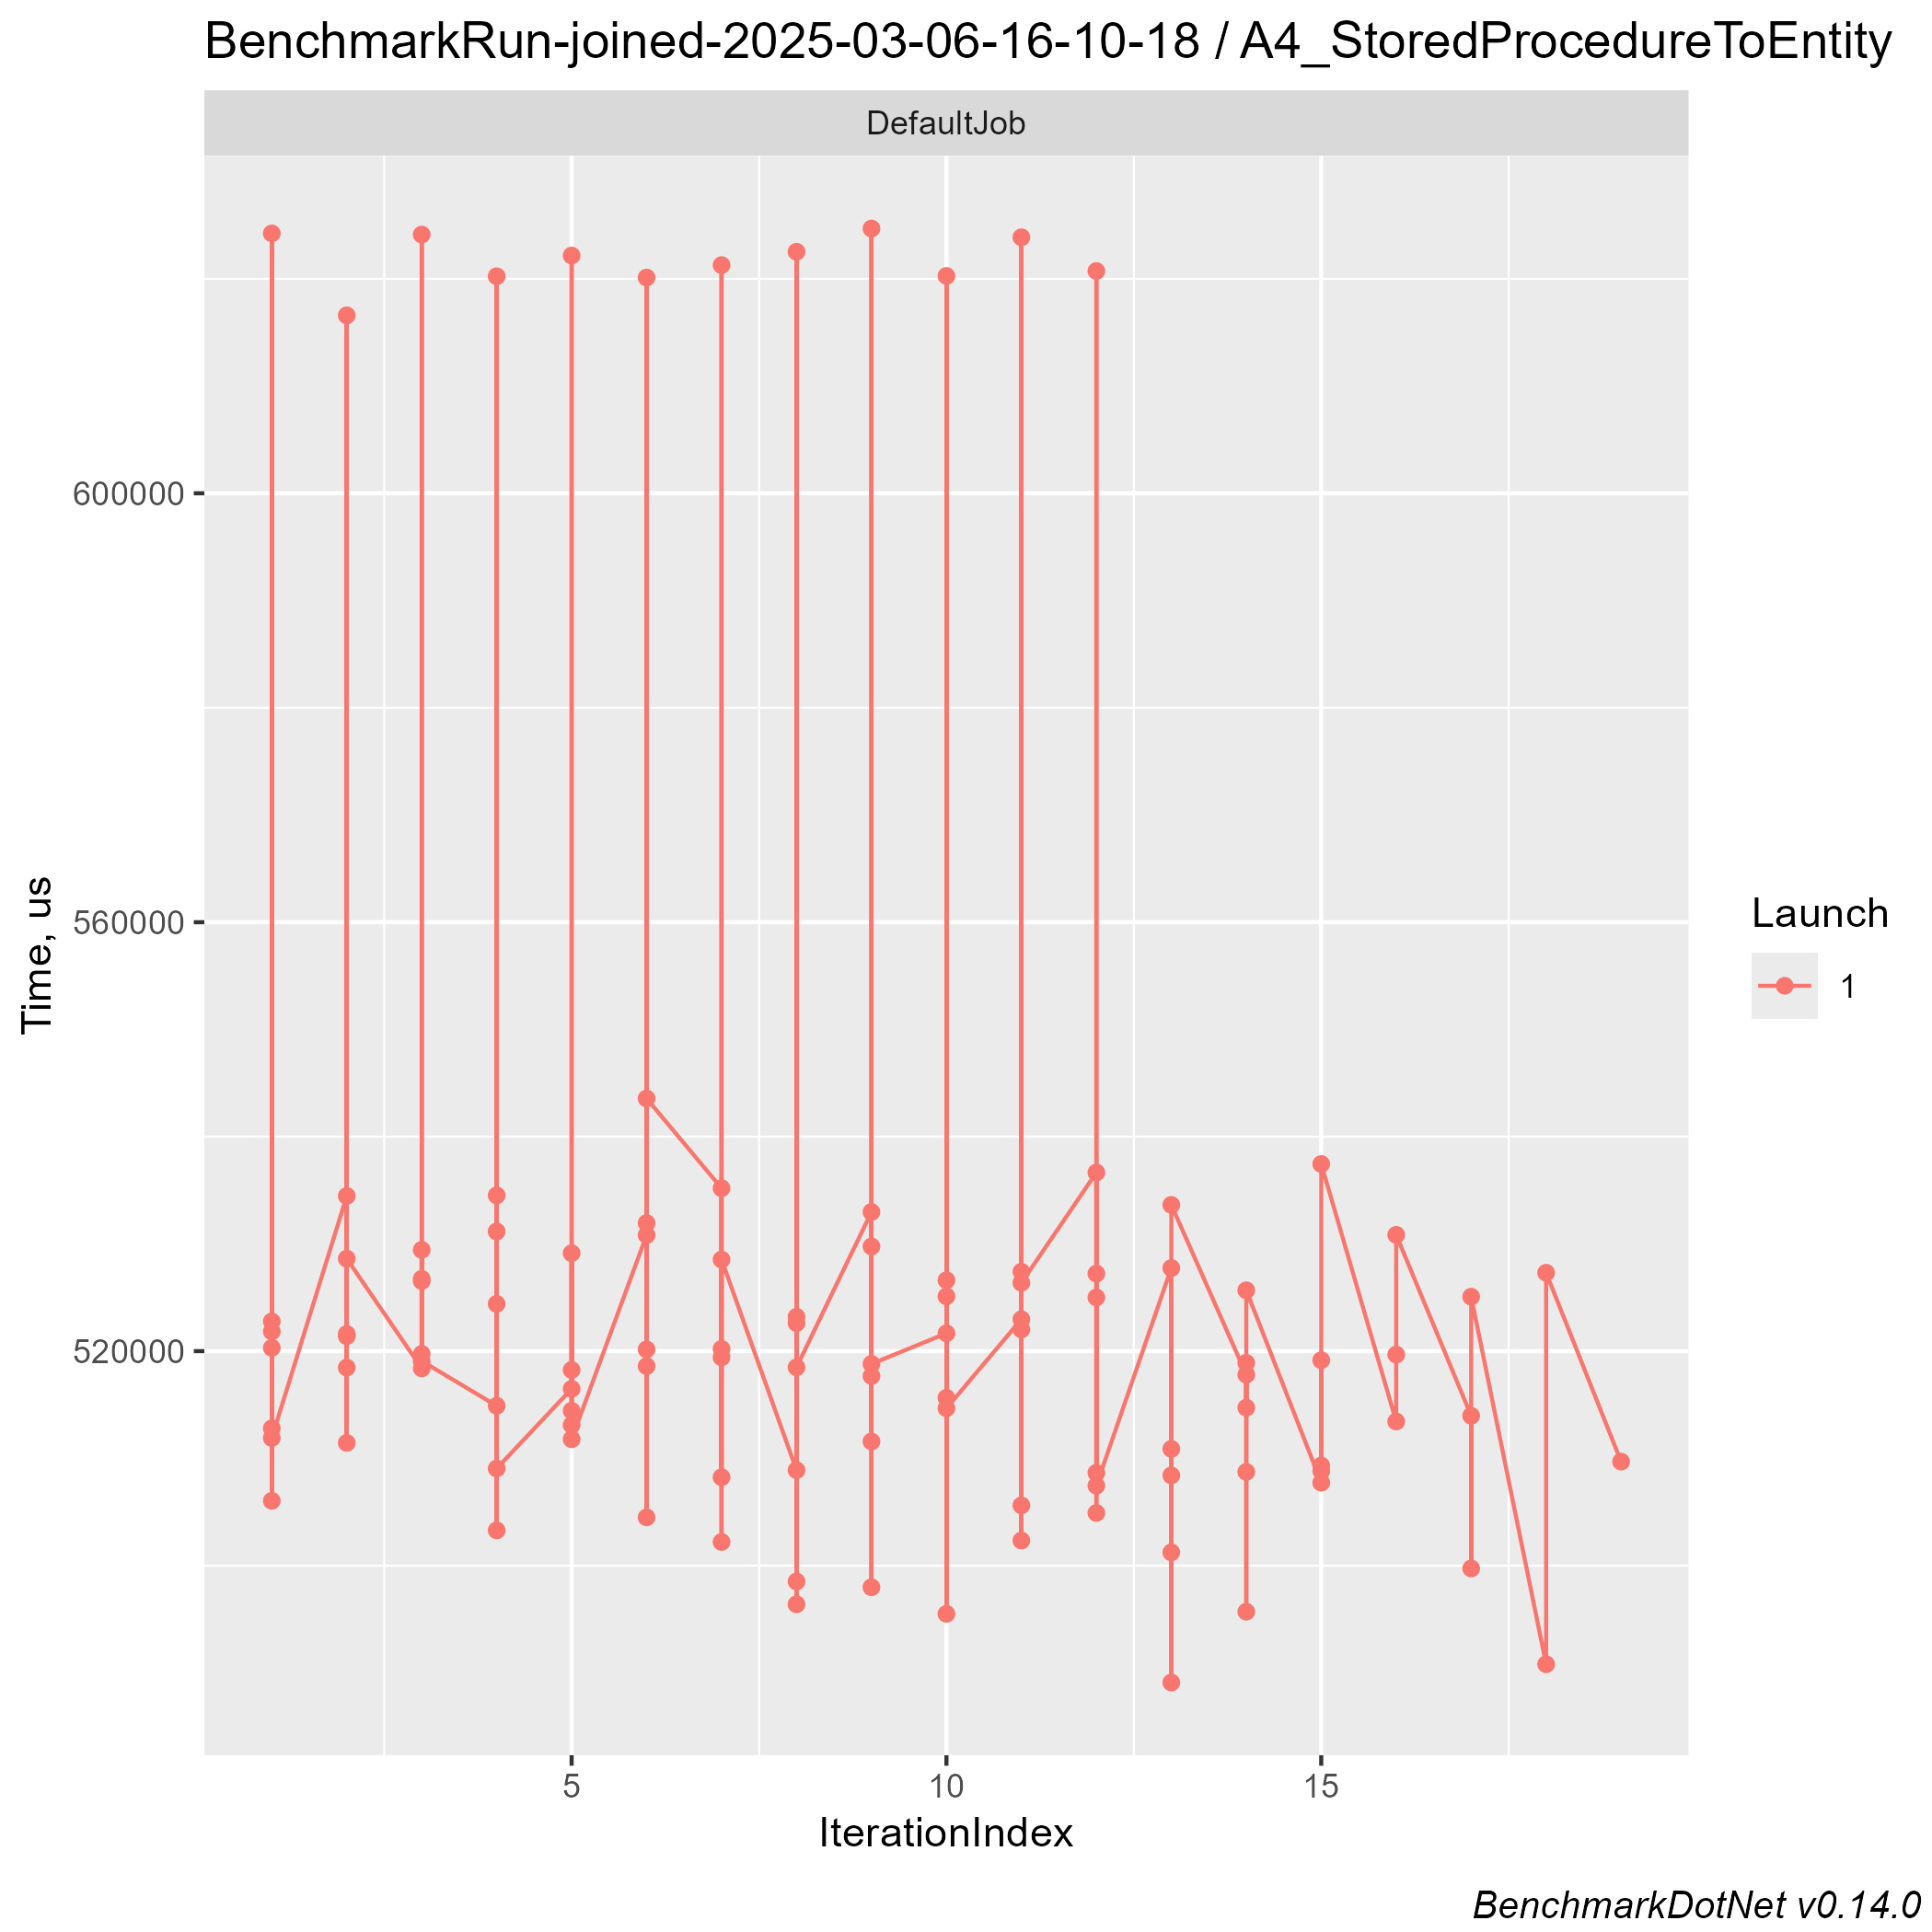 BenchmarkRun-joined-2025-03-06-16-10-18 / A4_StoredProcedureToEntity
DefaultJob
600000
560000
520000
Time, us
5
10
15
IterationIndex
Launch
1
BenchmarkDotNet v0.14.0